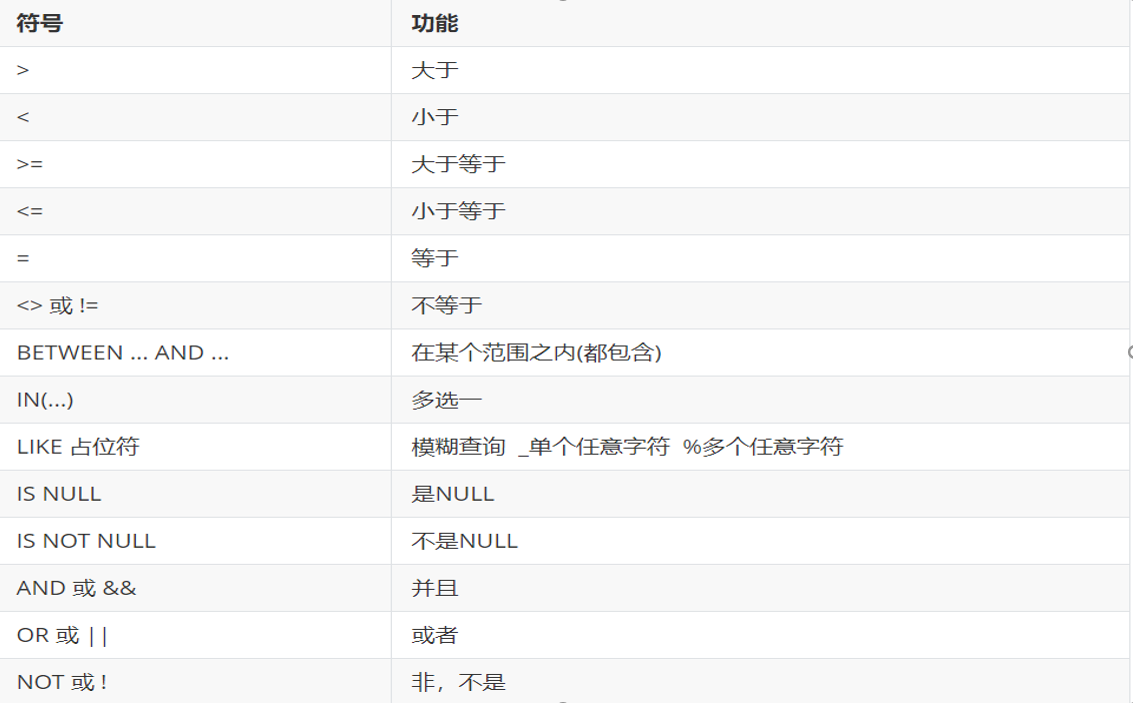 符号 功能
> 大于
< 小于
>= 大于等于
<= 小于等于
= 等于
<> 或 != 不等于
BETWEEN ... AND ... 在某个范围之内(都包含)
IN(...) 多选一
LIKE 占位符 模糊查询 _单个任意字符 %多个任意字符
IS NULL 是NULL
IS NOT NULL 不是NULL
AND 或 && 并且
OR 或 || 或者
NOT 或 ! 非，不是